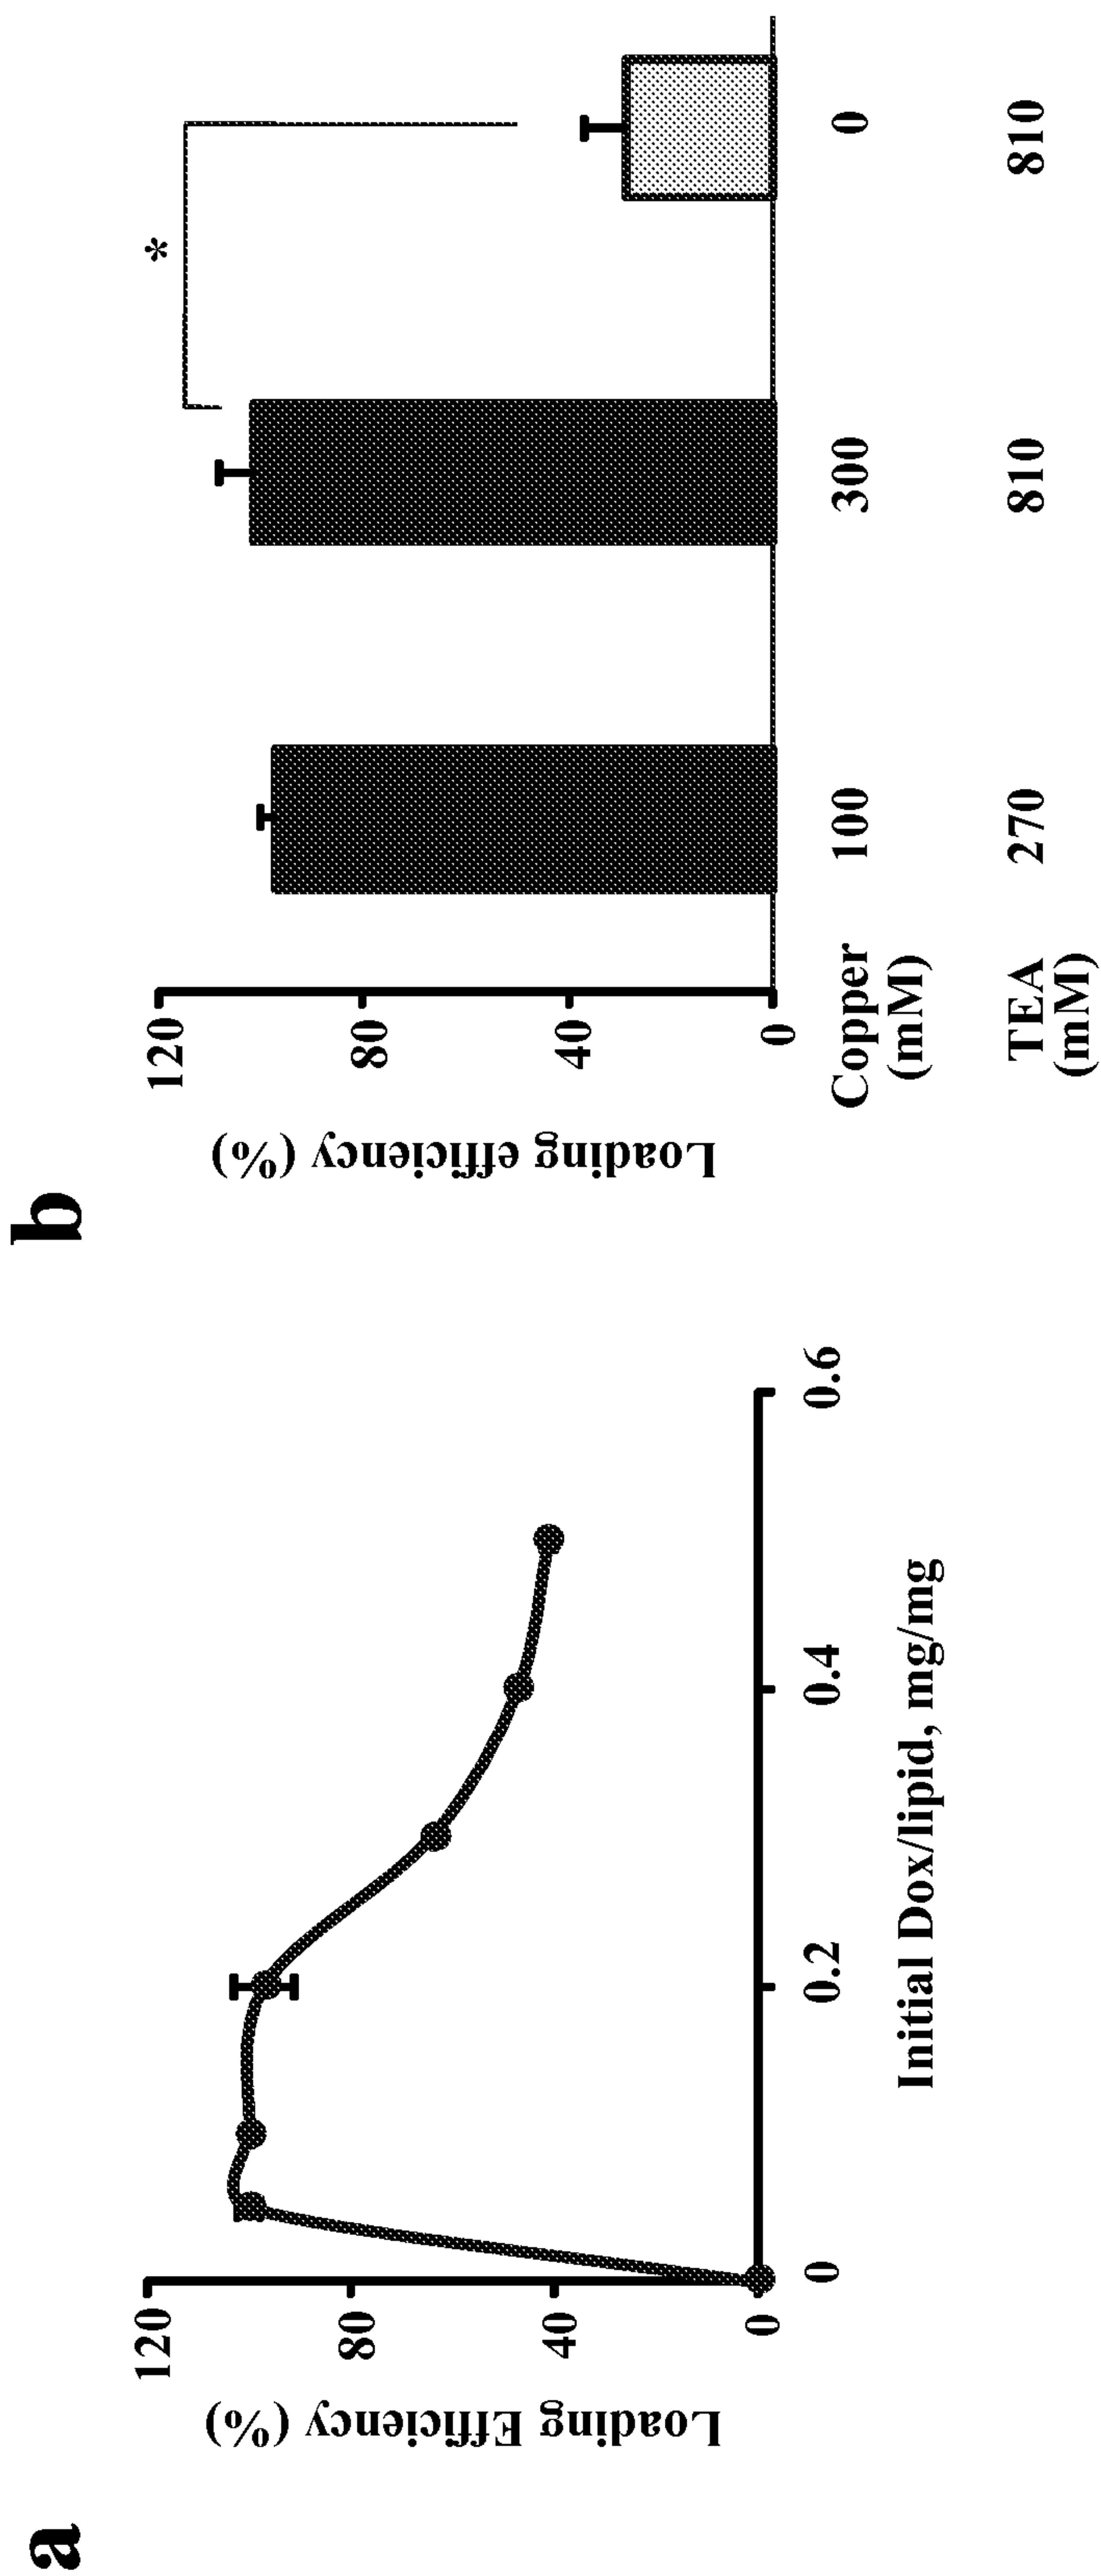 a
Loading Efficiency (%)
120
80
40
0
0 0.2 0.4 0.6
Initial Dox/lipid, mg/mg
b
Loading efficiency (%)
120
80
40
0
*
Copper 100 300 0
(mM)
TEA 270 810 810
(mM)